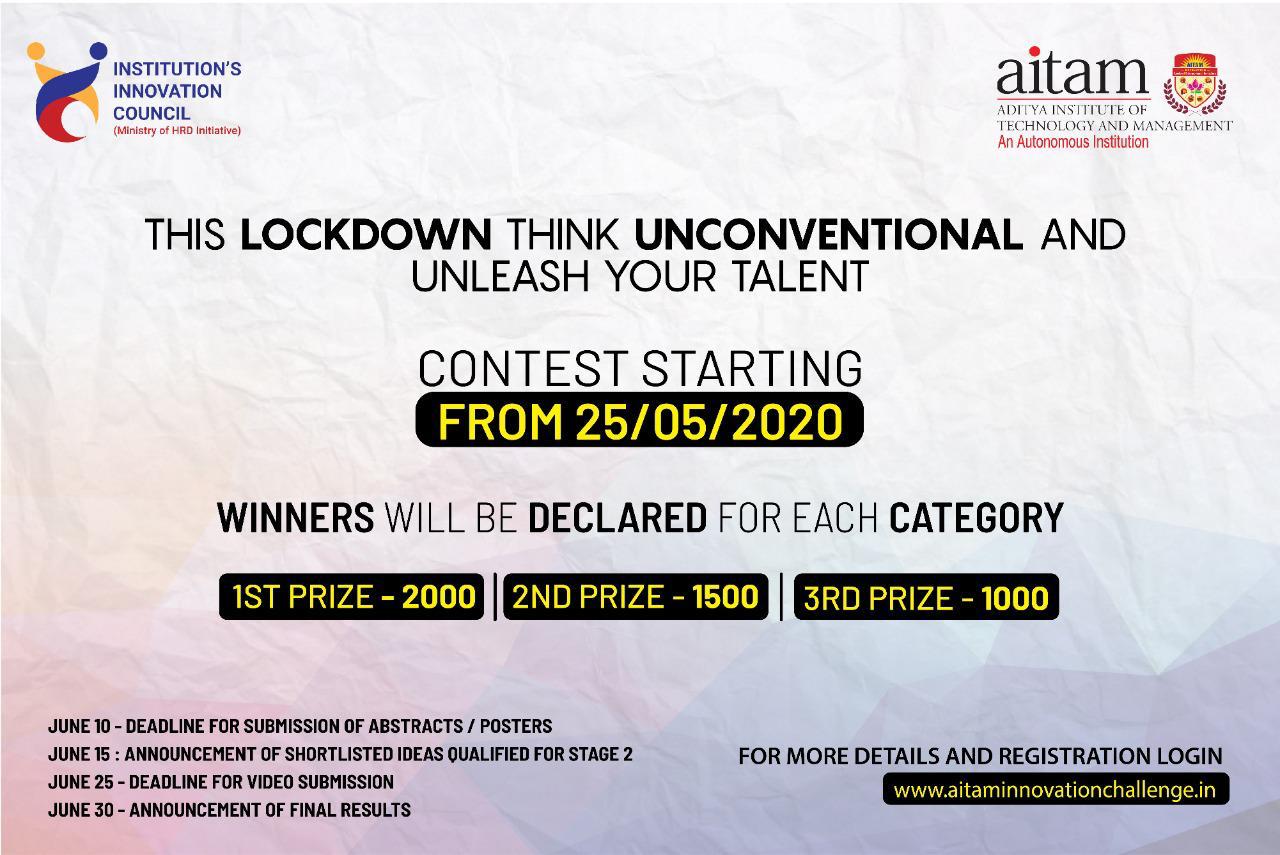 INSTITUTION'S
INNOVATION
COUNCIL
(Ministry of HRD Initiative)
aitam
AITAM
ADITYA INSTITUTE OF
TECHNOLOGY AND MANAGEMENT
An Autonomous Institution
THIS LOCKDOWN THINK UNCONVENTIONAL AND
UNLEASH YOUR TALENT
CONTEST STARTING
FROM 25/05/2020
WINNERS WILL BE DECLARED FOR EACH CATEGORY
1ST PRIZE - 2000 | 2ND PRIZE - 1500 | 3RD PRIZE - 1000
JUNE 10 - DEADLINE FOR SUBMISSION OF ABSTRACTS / POSTERS
JUNE 15 : ANNOUNCEMENT OF SHORTLISTED IDEAS QUALIFIED FOR STAGE 2
JUNE 25 - DEADLINE FOR VIDEO SUBMISSION
JUNE 30 - ANNOUNCEMENT OF FINAL RESULTS
FOR MORE DETAILS AND REGISTRATION LOGIN
www.aitaminnovationchallenge.in